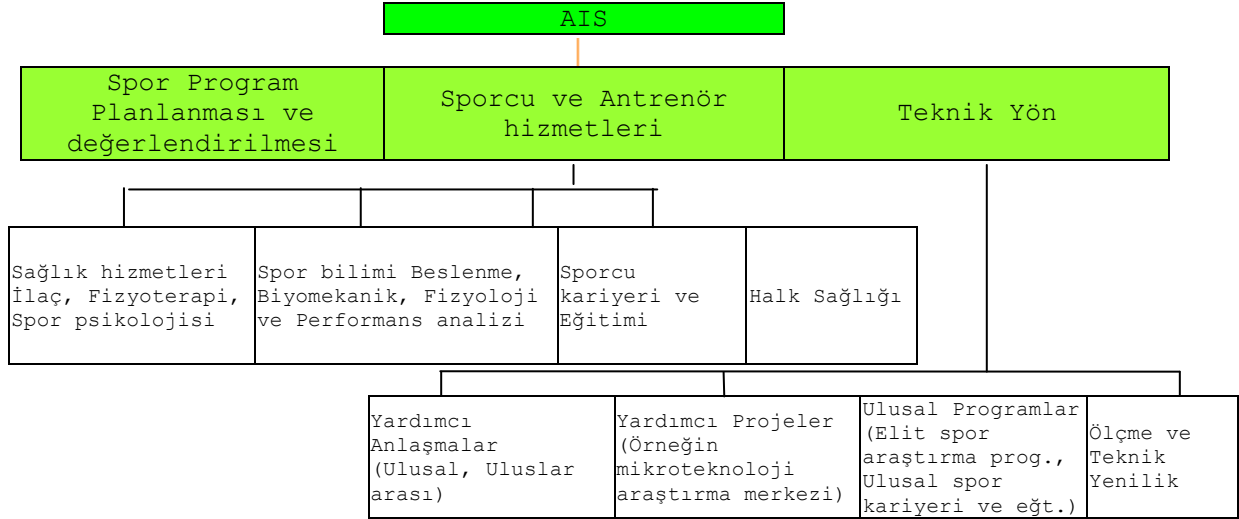 AIS
Spor Program
Planlanması ve
değerlendirilmesi
Sporcu ve Antrenör
hizmetleri
Teknik Yön
Sağlık hizmetleri
İlaç, Fizyoterapi,
Spor psikolojisi
Spor bilimi Beslenme,
Biyomekanik, Fizyoloji
ve Performans analizi
Sporcu
kariyeri ve
Eğitimi
Halk Sağlığı
Yardımcı
Anlaşmalar
(Ulusal, Uluslar
arası)
Yardımcı Projeler
(Örneğin
mikroteknoloji
araştırma merkezi)
Ulusal Programlar
(Elit spor
araştırma prog.,
Ulusal spor
kariyeri ve eğt.)
Ölçme ve
Teknik
Yenilik